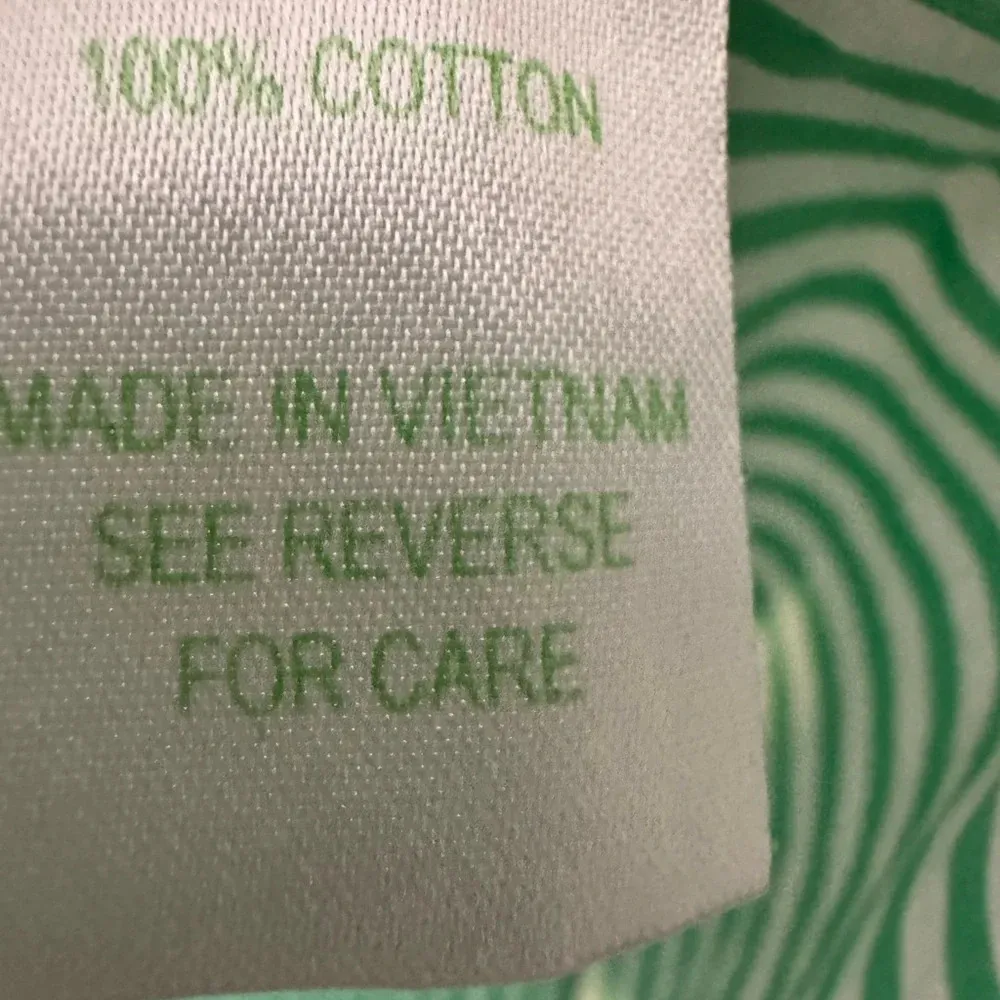 100% COTTON
MADE IN VIETNAM
SEE REVERSE
FOR CARE